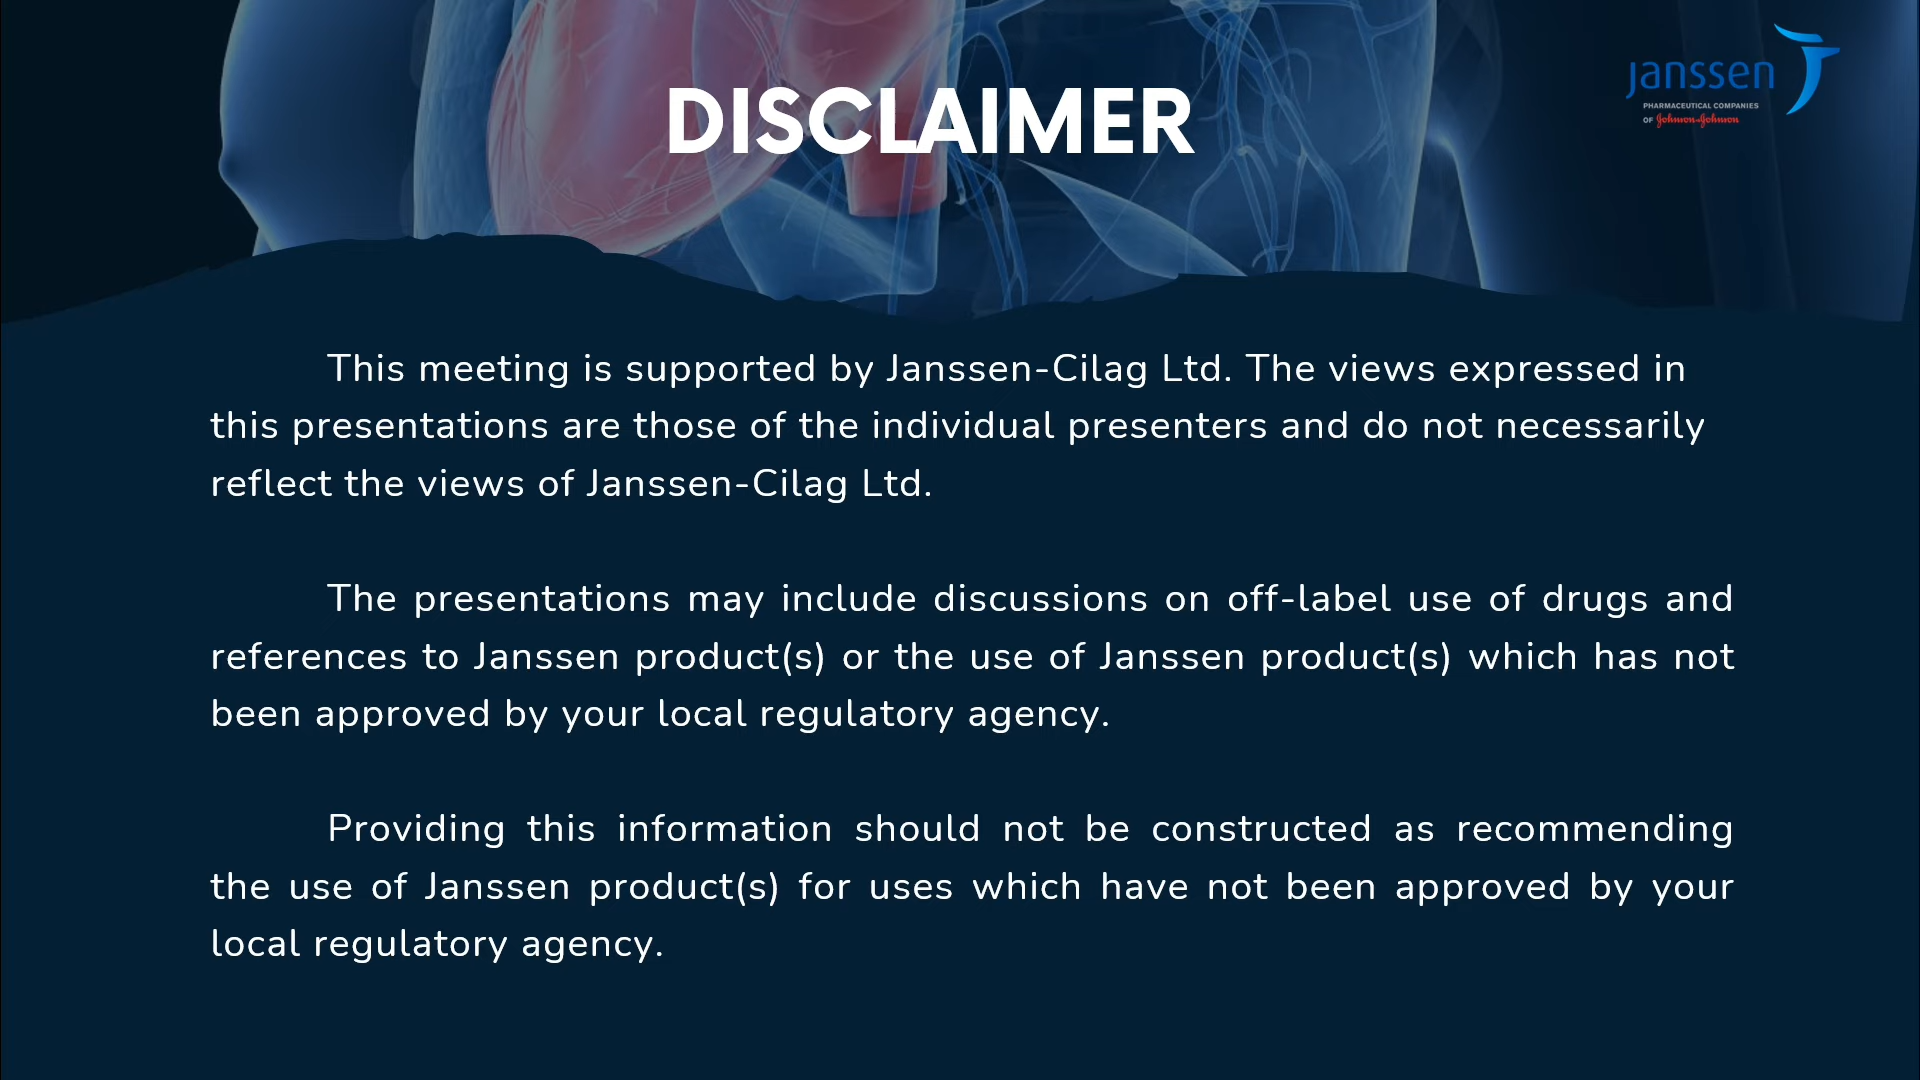 DISCLAIMER
janssen
PHARMACEUTICAL COMPANIES
OF Johnson & Johnson
This meeting is supported by Janssen-Cilag Ltd. The views expressed in
this presentations are those of the individual presenters and do not necessarily
reflect the views of Janssen-Cilag Ltd.
The presentations may include discussions on off-label use of drugs and
references to Janssen product(s) or the use of Janssen product(s) which has not
been approved by your local regulatory agency.
Providing this information should not be constructed as recommending
the use of Janssen product(s) for uses which have not been approved by your
local regulatory agency.